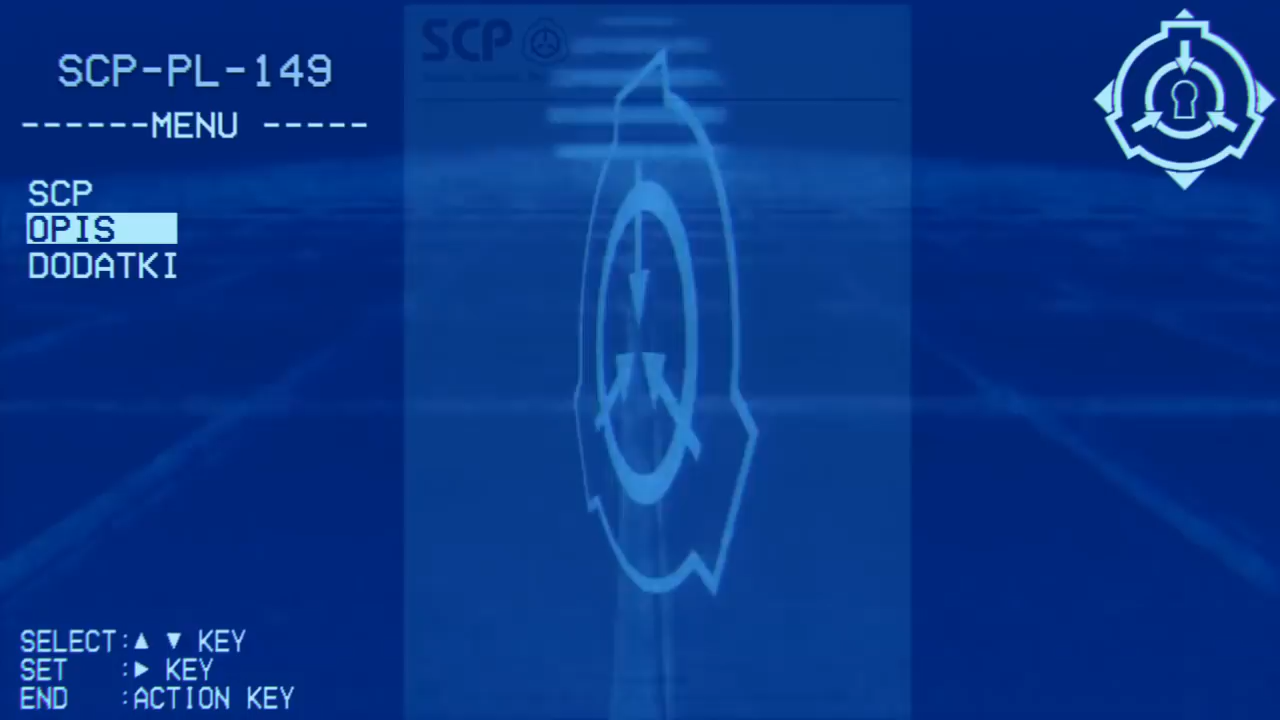 SCP-PL-149
------MENU -----
SCP
OPIS
DODATKI
SCP
SELECT:▲ ▼ KEY
SET :► KEY
END :ACTION KEY